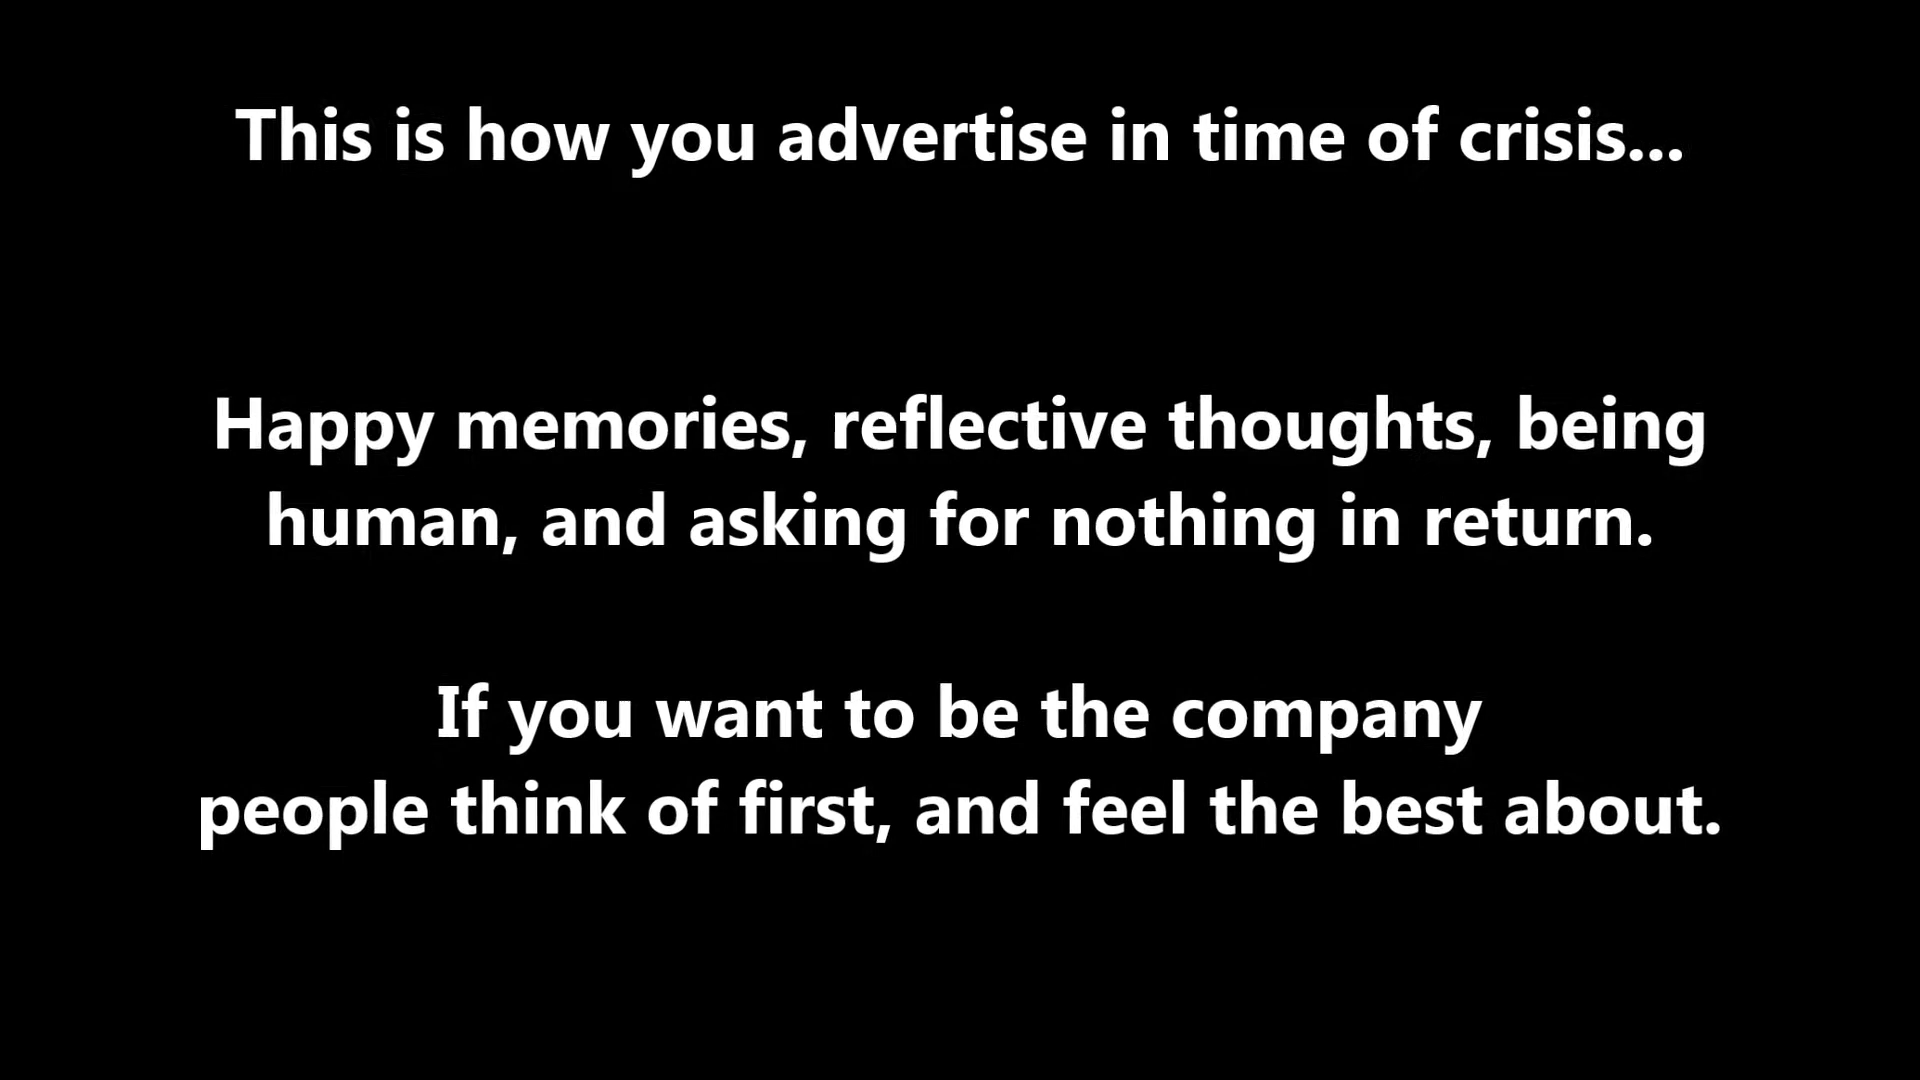 This is how you advertise in time of crisis...
Happy memories, reflective thoughts, being
human, and asking for nothing in return.
If you want to be the company
people think of first, and feel the best about.